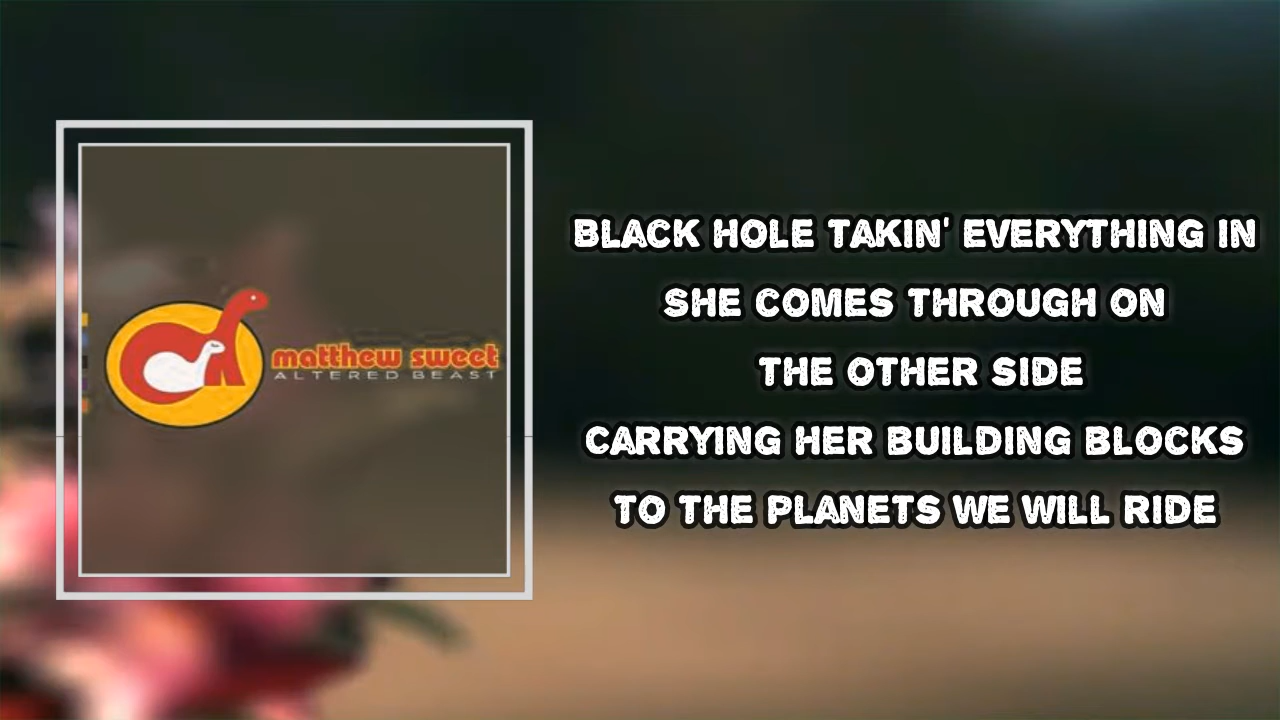 matthew sweet
ALTERED BEAST
BLACK HOLE TAKIN' EVERYTHING IN
SHE COMES THROUGH ON
THE OTHER SIDE
CARRYING HER BUILDING BLOCKS
TO THE PLANETS WE WILL RIDE